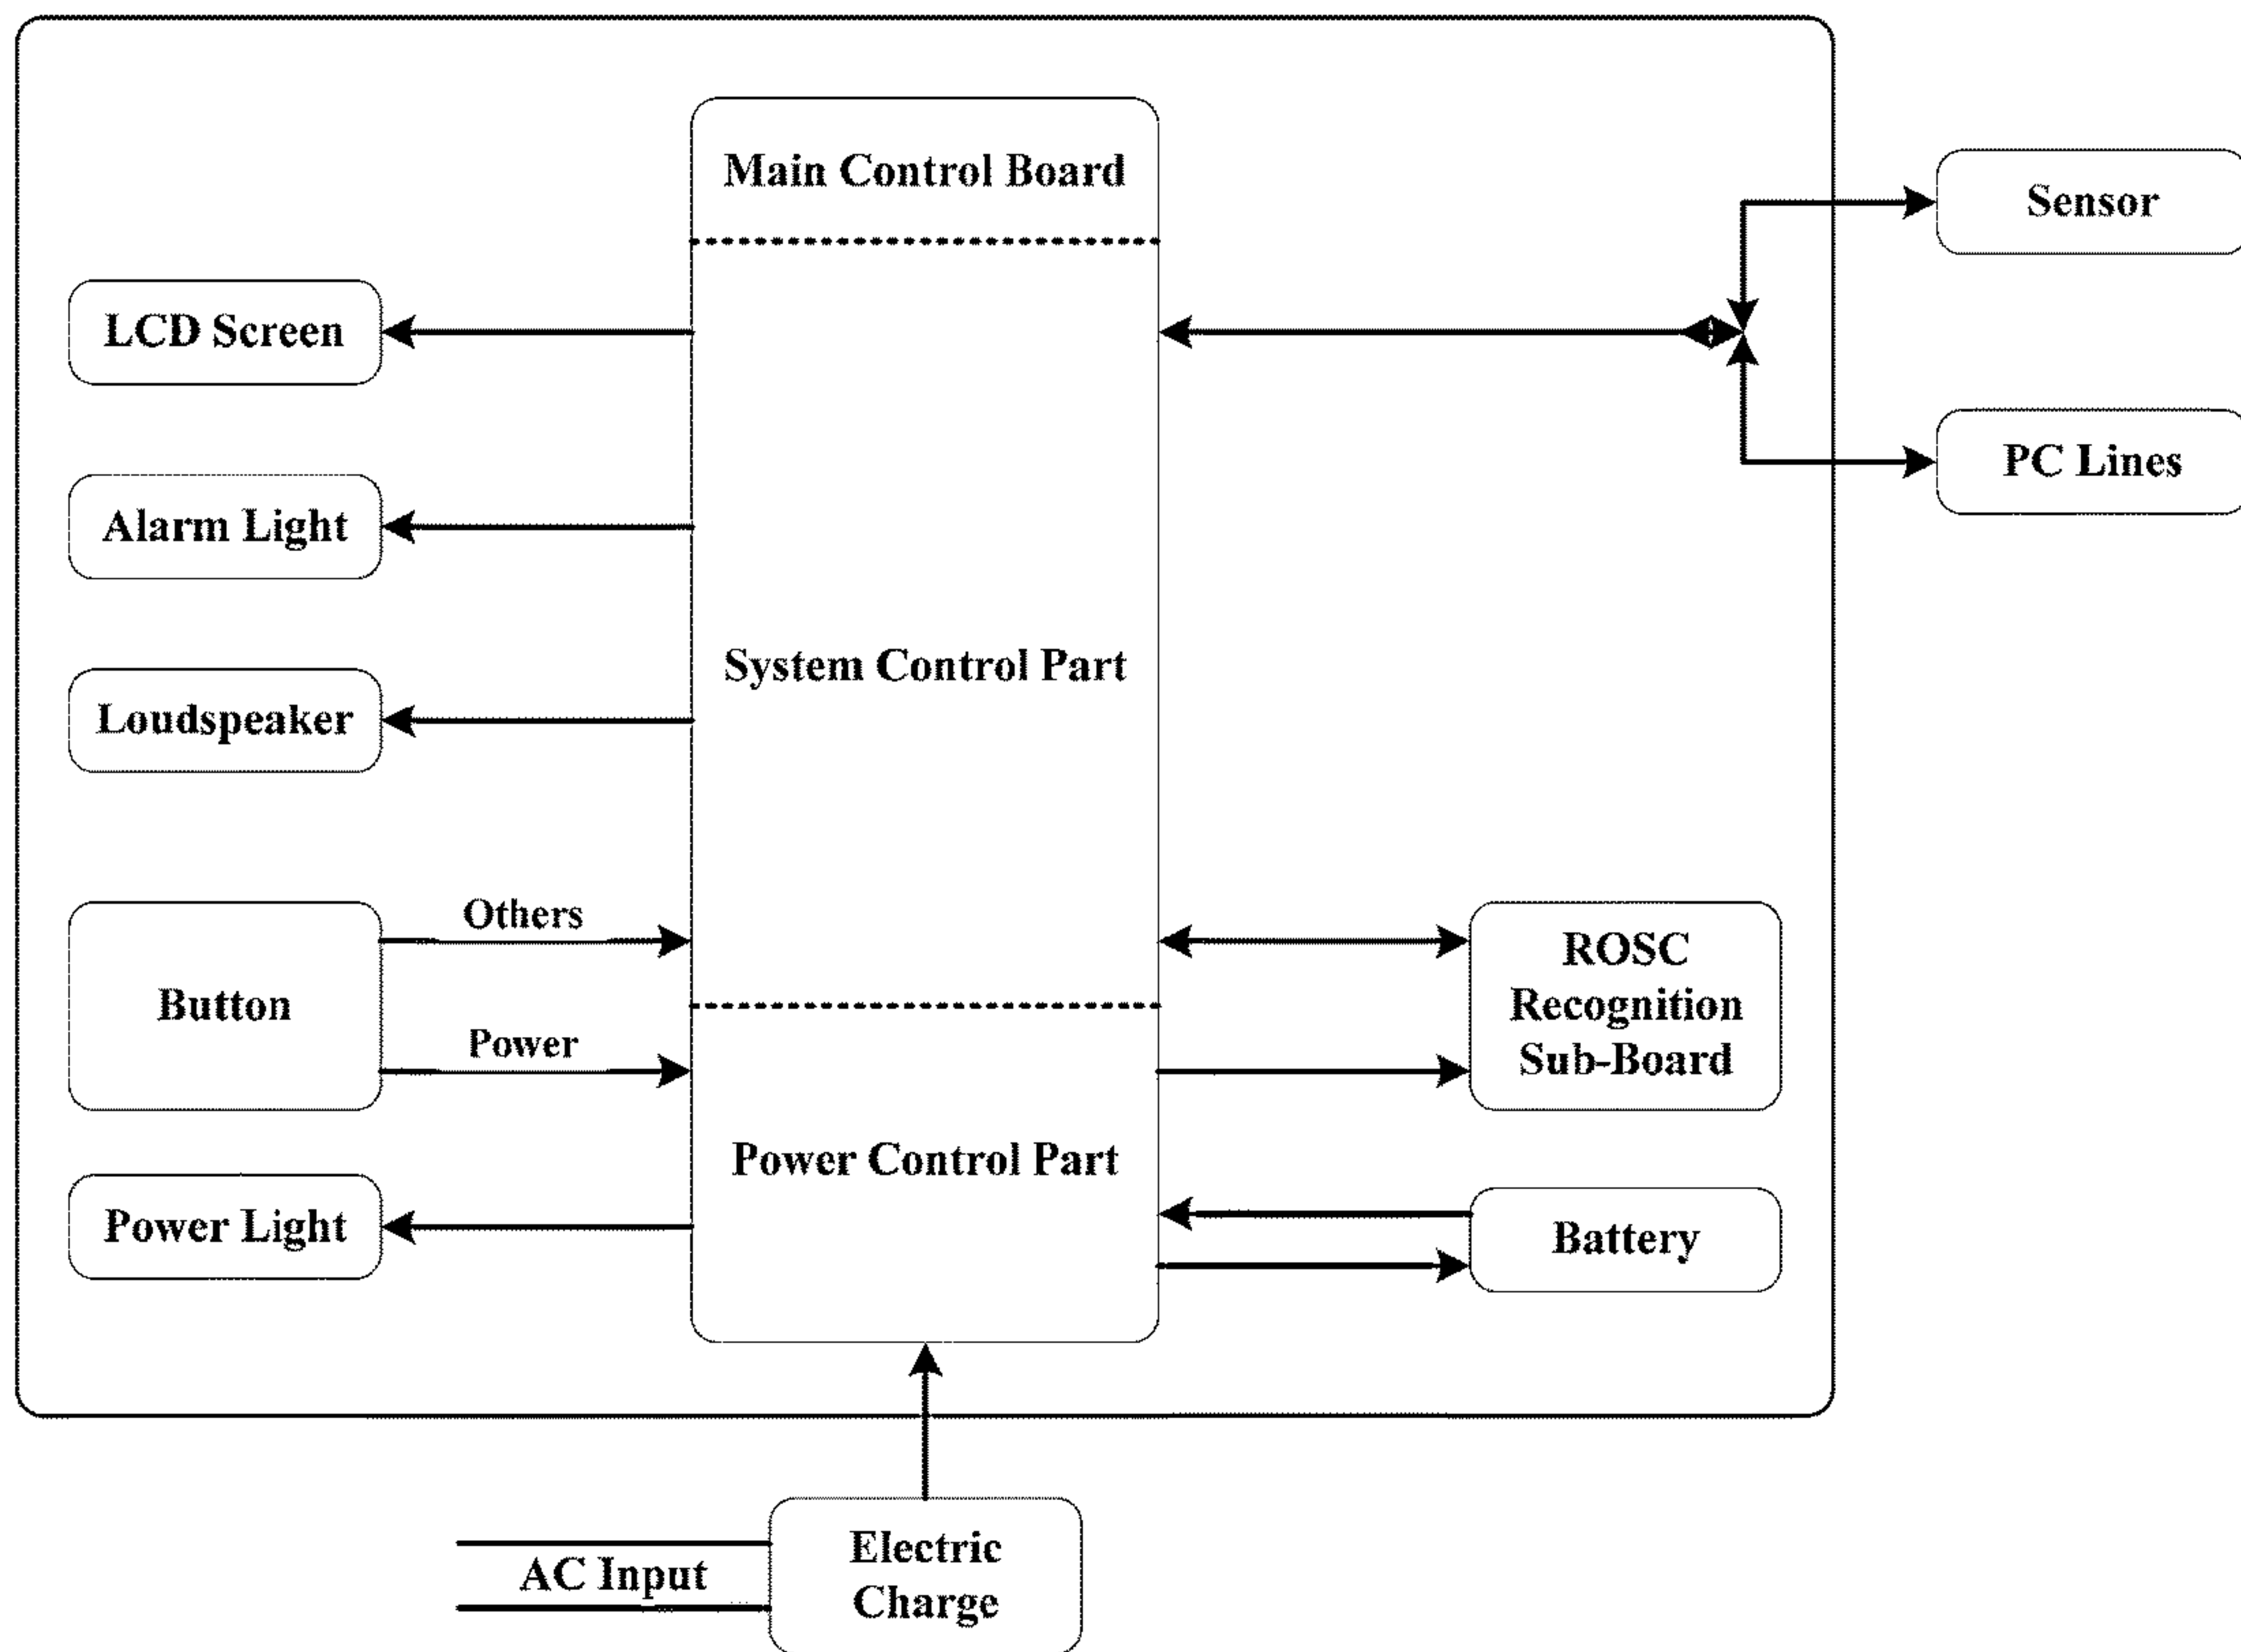 Main Control Board
Sensor
LCD Screen
PC Lines
Alarm Light
System Control Part
Loudspeaker
Others
Button
Power
ROSC
Recognition
Sub-Board
Power Control Part
Power Light
Battery
AC Input
Electric
Charge